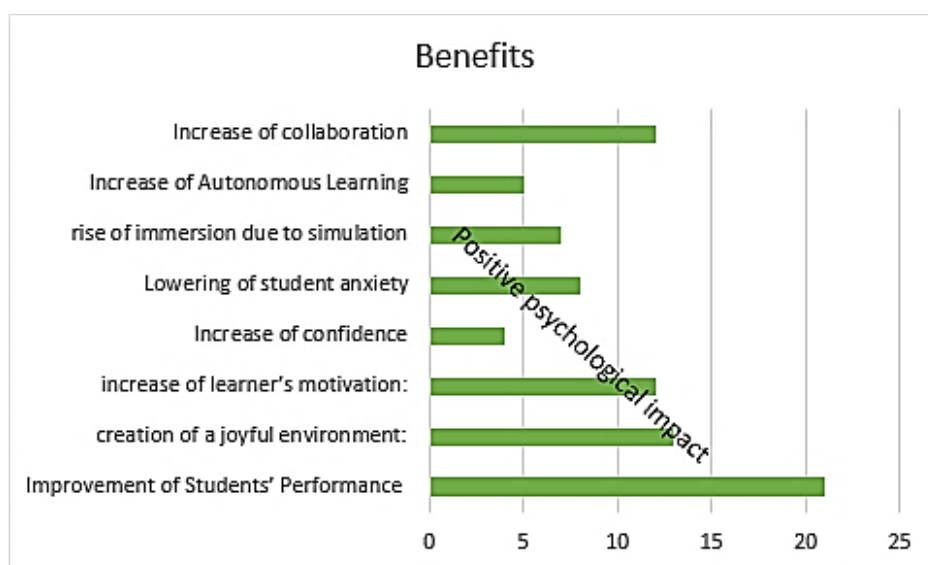 Benefits
Increase of collaboration
Increase of Autonomous Learning
rise of immersion due to simulation
Lowering of student anxiety
Increase of confidence
increase of learner's motivation:
creation of a joyful environment:
Improvement of Students' Performance
Positive psychological impact
0 5 10 15 20 25